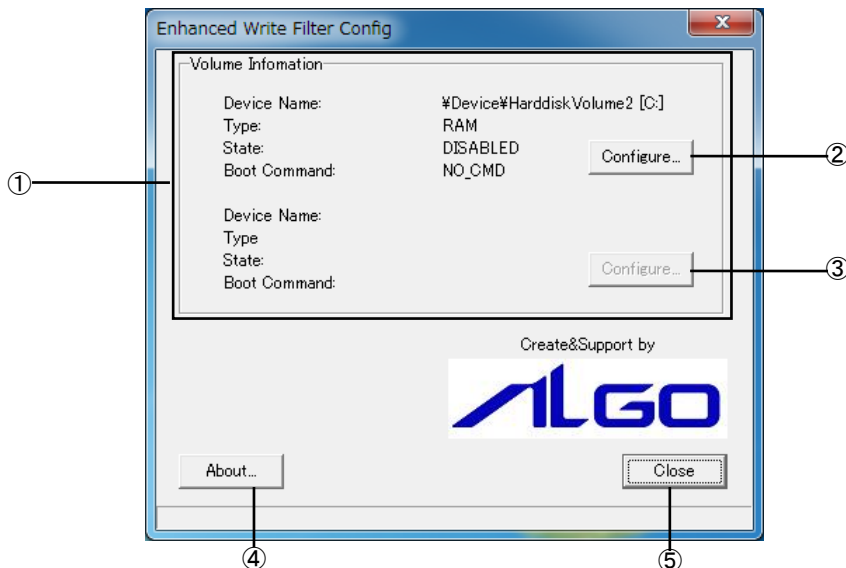 Enhanced Write Filter Config
Volume Infomation
Device Name: ¥Device¥HarddiskVolume2 [C:]
Type: RAM
State: DISABLED
Boot Command: NO_CMD
Configure...
②
①
Device Name:
Type
State:
Boot Command:
Configure...
③
Create&Support by
ALGO
About...
Close
④
⑤